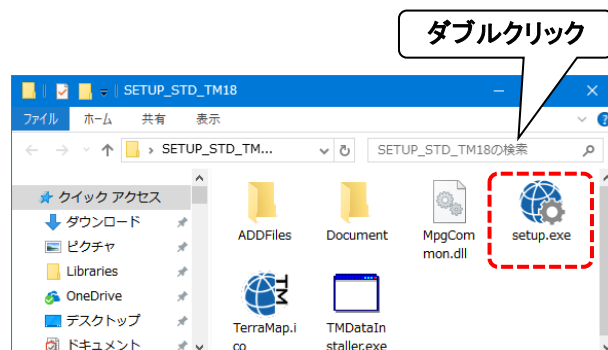 ダブルクリック
SETUP_STD_TM18
ファイル ホーム 共有 表示
SETUP_STD_TM...
SETUP_STD_TM18の検索
クイック アクセス
ダウンロード
ピクチャ
Libraries
OneDrive
デスクトップ
ドキュメント
ADDFiles
Document
MpgCom
mon.dll
setup.exe
TM
TerraMap.i
co
TMDataIn
staller.exe